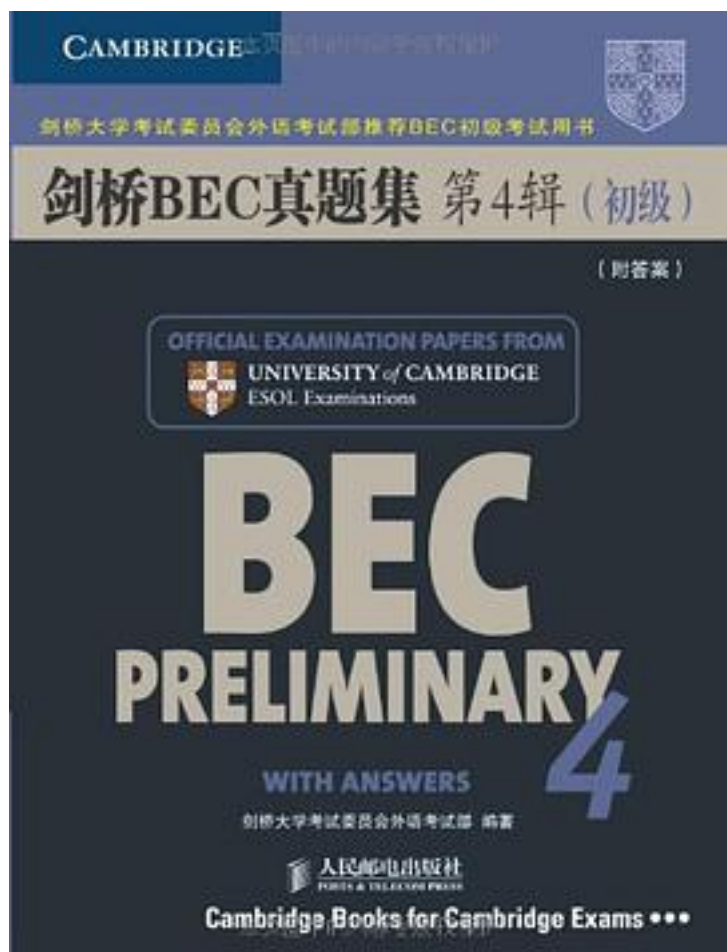 CAMBRIDGE
剑桥大学考试委员会外语考试部推荐BEC初级考试用书
剑桥BEC真题集 第4辑（初级）
（附答案）
OFFICIAL EXAMINATION PAPERS FROM
UNIVERSITY of CAMBRIDGE
ESOL Examinations
BEC
PRELIMINARY
4
WITH ANSWERS
剑桥大学考试委员会外语考试部 编著
人民邮电出版社
POSTS & TELECOM PRESS
Cambridge Books for Cambridge Exams •••